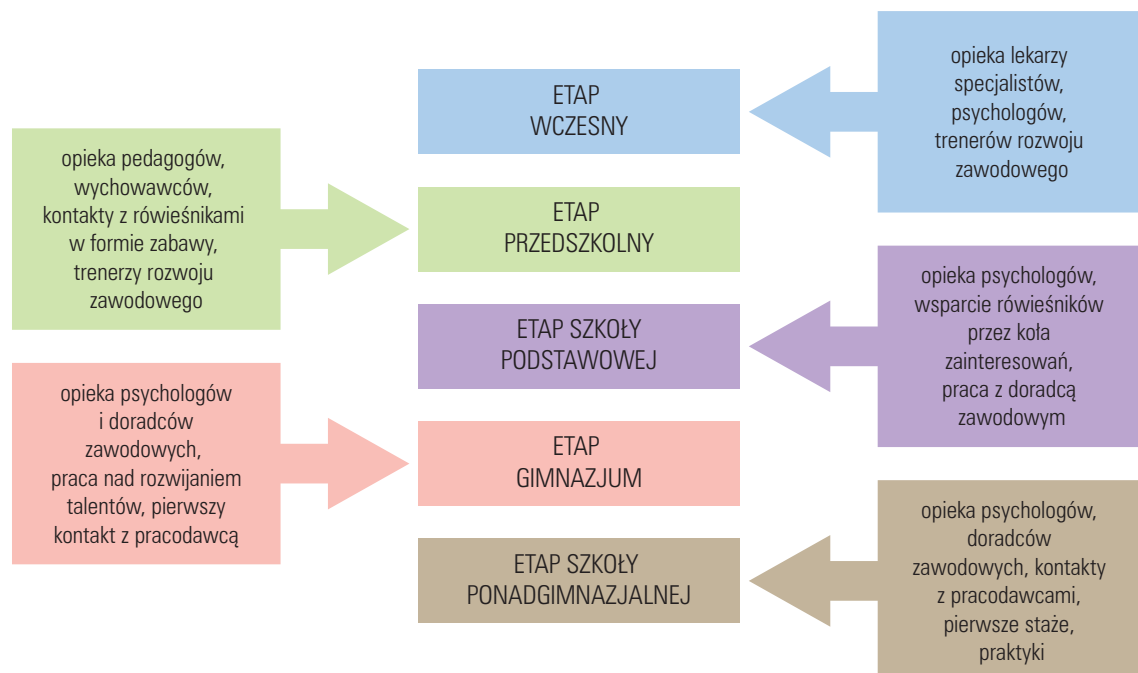 ETAP
WCZESNY
opieka lekarzy
specjalistów,
psychologów,
trenerów rozwoju
zawodowego
opieka pedagogów,
wychowawców,
kontakty z rówieśnikami
w formie zabawy,
trenerzy rozwoju
zawodowego
ETAP
PRZEDSZKOLNY
ETAP SZKOŁY
PODSTAWOWEJ
opieka psychologów,
wsparcie rówieśników
przez koła
zainteresowań,
praca z doradcą
zawodowym
opieka psychologów
i doradców
zawodowych,
praca nad rozwijaniem
talentów, pierwszy
kontakt z pracodawcą
ETAP
GIMNAZJUM
ETAP SZKOŁY
PONADGIMNAZJALNEJ
opieka psychologów,
doradców
zawodowych, kontakty
z pracodawcami,
pierwsze staże,
praktyki